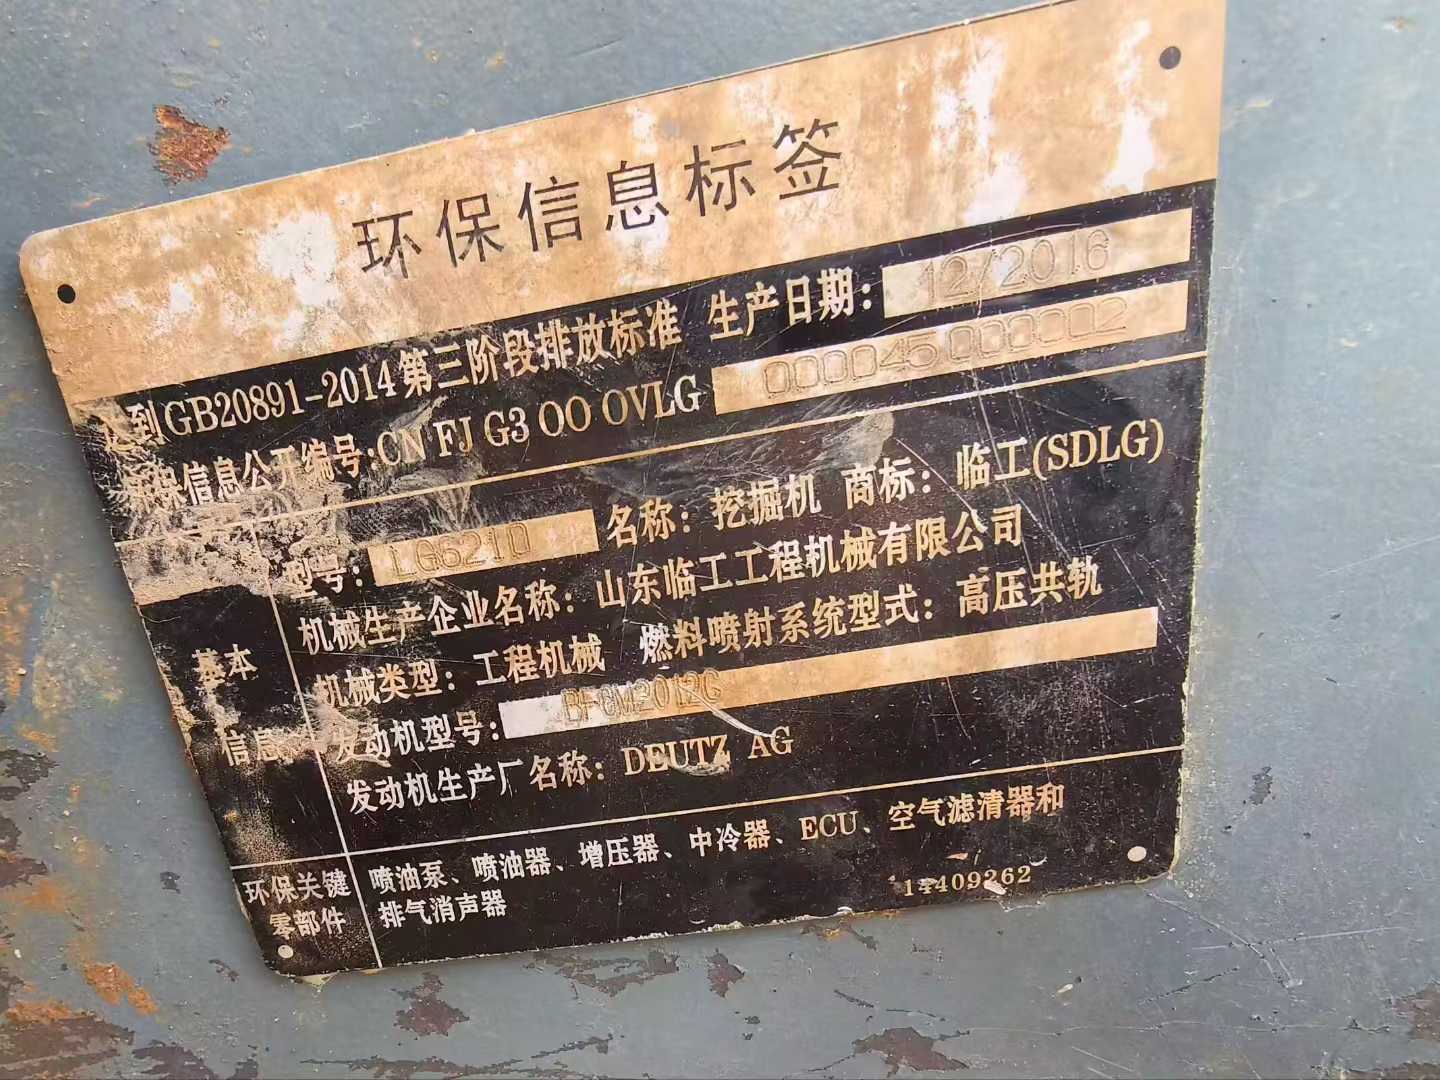 环保信息标签
达到GB20891-2014第三阶段排放标准 生产日期: 12/2016
环保信息公开编号:CN FJ G3 OO OOVLG 000045 000002
型号: LG6210 名称: 挖掘机 商标: 临工(SDLG)
机械生产企业名称: 山东临工工程机械有限公司
机械类型: 工程机械 燃料喷射系统型式: 高压共轨
基本
信息
发动机型号: BF6M2012C
发动机生产厂名称: DEUTZ AG
环保关键
零部件
喷油泵、喷油器、增压器、中冷器、ECU、空气滤清器和
排气消声器
14409262